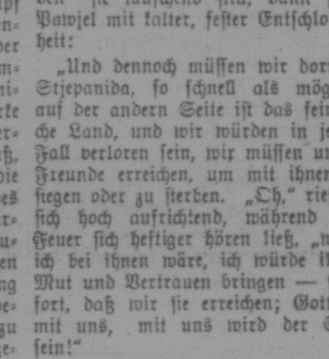 Pawjel mit kalter, fester Entschlo
heit:
„Und dennoch müssen wir dor
Stjepanida, so schnell als mög
auf der andern Seite ist das fein
che Land, und wir würden in je
Fall verloren sein, wir müssen un
Freunde erreichen, um mit ihnen
siegen oder zu sterben. „Oh,“ rie
sich hoch aufrichtend, während
Feuer sich heftiger hören ließ, „w
ich bei ihnen wäre, ich würde ih
Mut und Vertrauen bringen —
fort, daß wir sie erreichen; Gott
mit uns, mit uns wird der S
sein!“